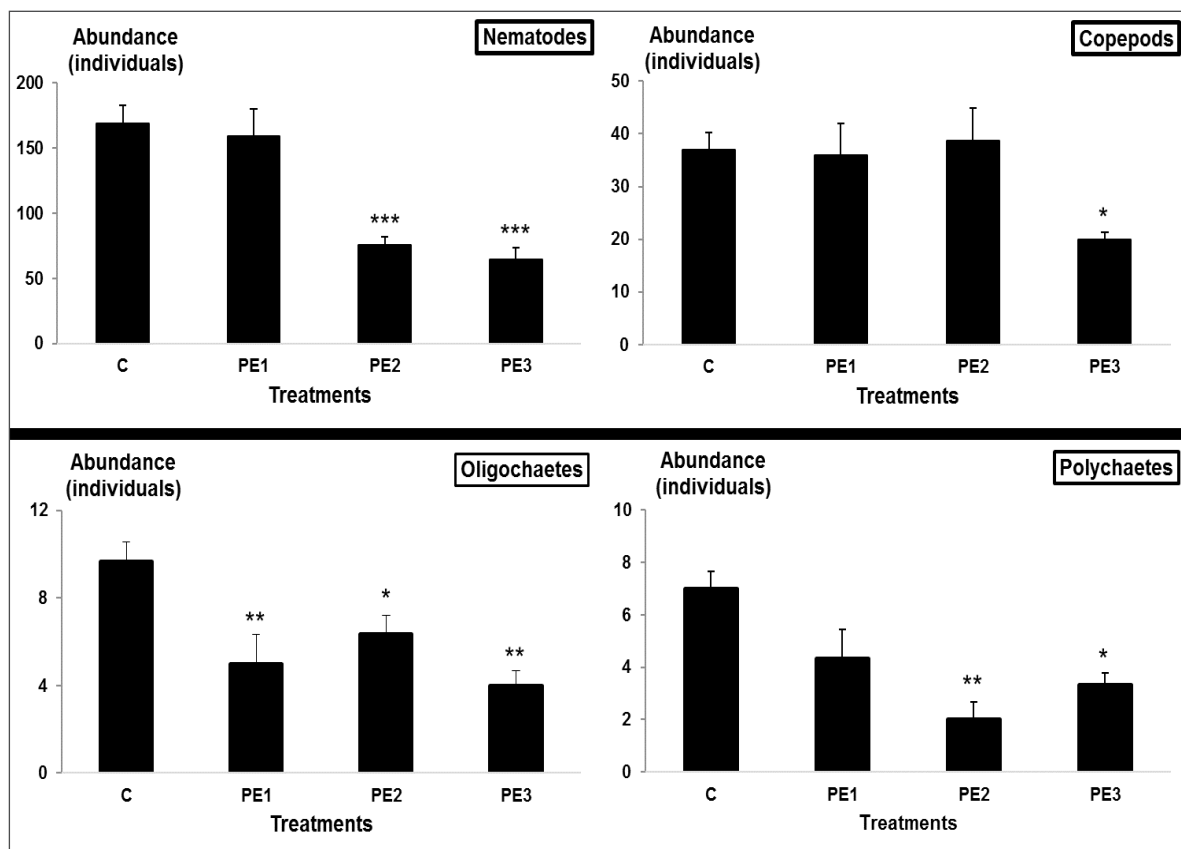 Abundance
(individuals)
Nematodes
200
150
100
50
0
***
***
C PE1 PE2 PE3
Treatments
Abundance
(individuals)
Copepods
50
40
30
20
10
0
*
C PE1 PE2 PE3
Treatments
Abundance
(individuals)
Oligochaetes
12
8
4
0
**
*
**
C PE1 PE2 PE3
Treatments
Abundance
(individuals)
Polychaetes
10
8
6
4
2
0
**
*
C PE1 PE2 PE3
Treatments